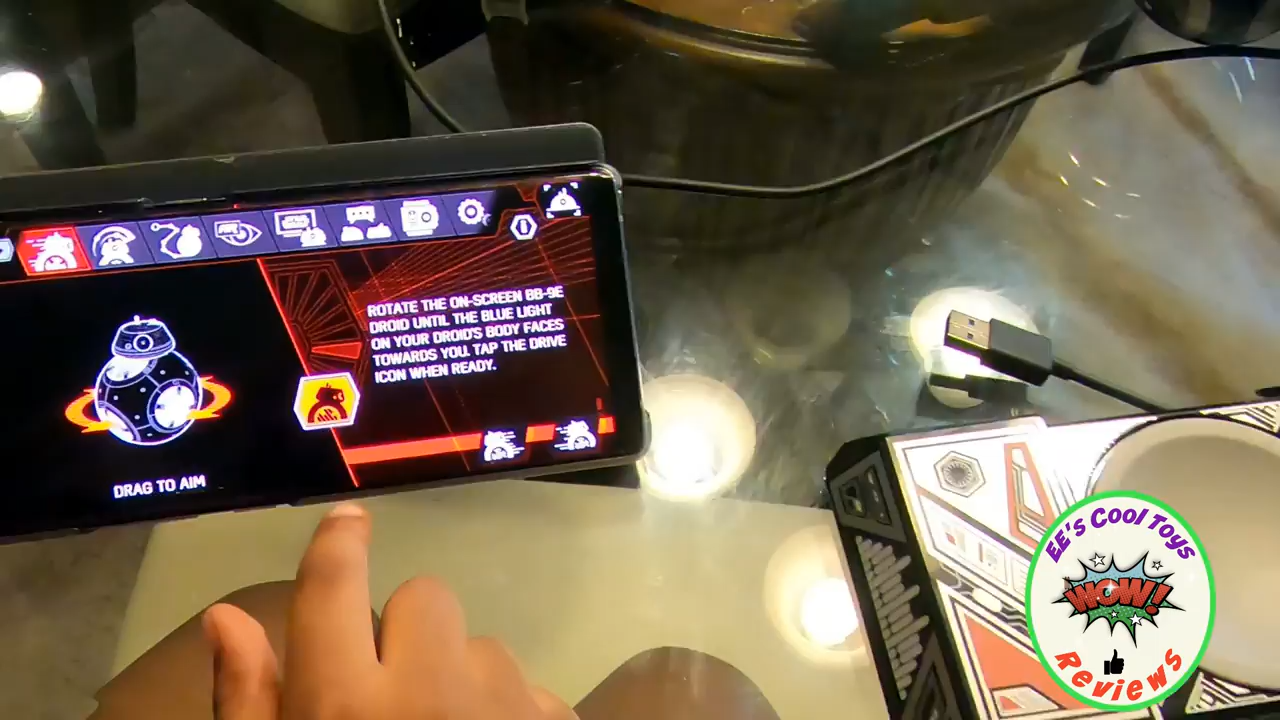 ROTATE THE ON-SCREEN BB-9E
DROID UNTIL THE BLUE LIGHT
ON YOUR DROID'S BODY FACES
TOWARDS YOU. TAP THE DRIVE
ICON WHEN READY.
DRAG TO AIM
EE's Cool Toys
WOW!
Reviews